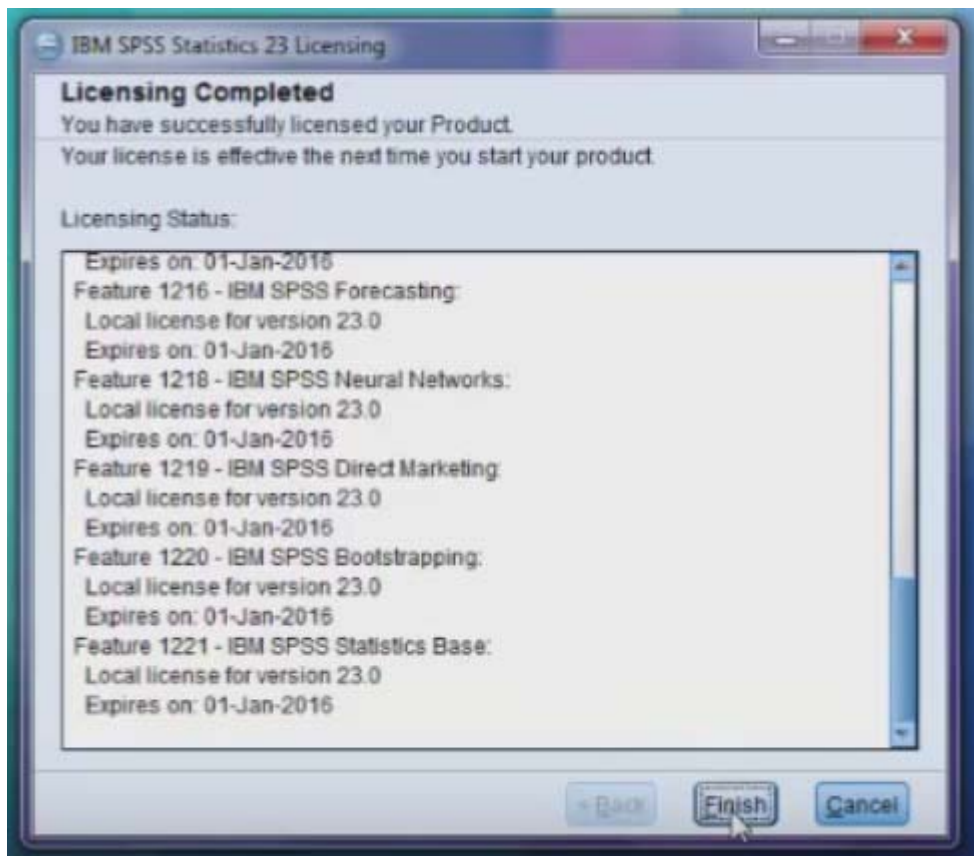 IBM SPSS Statistics 23 Licensing
Licensing Completed
You have successfully licensed your Product.
Your license is effective the next time you start your product.
Licensing Status:
Expires on: 01-Jan-2016
Feature 1216 - IBM SPSS Forecasting:
Local license for version 23.0
Expires on: 01-Jan-2016
Feature 1218 - IBM SPSS Neural Networks:
Local license for version 23.0
Expires on: 01-Jan-2016
Feature 1219 - IBM SPSS Direct Marketing:
Local license for version 23.0
Expires on: 01-Jan-2016
Feature 1220 - IBM SPSS Bootstrapping:
Local license for version 23.0
Expires on: 01-Jan-2016
Feature 1221 - IBM SPSS Statistics Base:
Local license for version 23.0
Expires on: 01-Jan-2016
< Back Finish Cancel